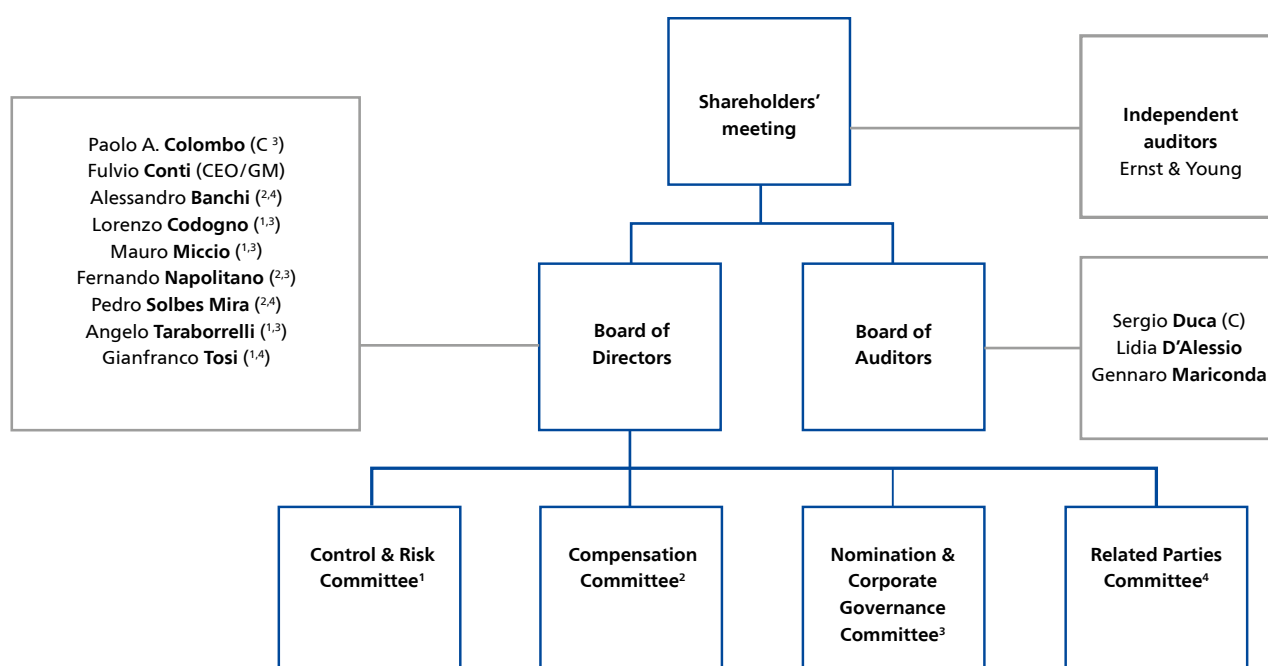 Shareholders'
meeting
Independent
auditors
Ernst & Young
Paolo A. Colombo (C ³)
Fulvio Conti (CEO/GM)
Alessandro Banchi (²,⁴)
Lorenzo Codogno (¹,³)
Mauro Miccio (¹,³)
Fernando Napolitano (²,³)
Pedro Solbes Mira (²,⁴)
Angelo Taraborrelli (¹,³)
Gianfranco Tosi (¹,⁴)
Board of
Directors
Board of
Auditors
Sergio Duca (C)
Lidia D'Alessio
Gennaro Mariconda
Control & Risk
Committee¹
Compensation
Committee²
Nomination &
Corporate
Governance
Committee³
Related Parties
Committee⁴